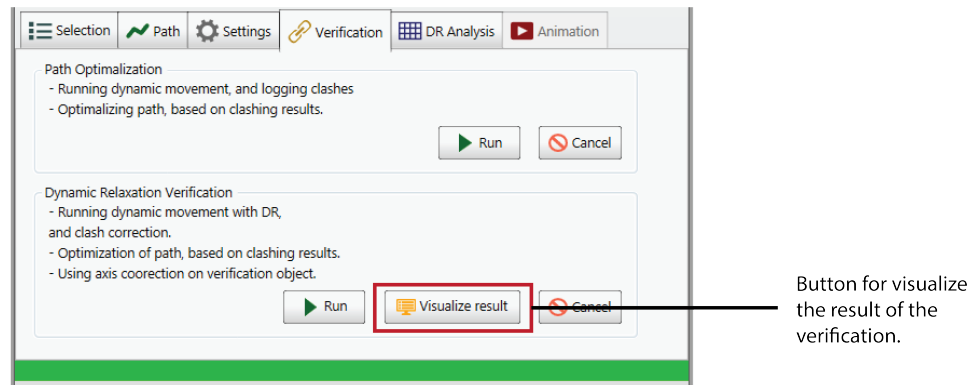 Selection Path Settings Verification DR Analysis Animation
Path Optimalization
- Running dynamic movement, and logging clashes
- Optimalizing path, based on clashing results.
Run Cancel
Dynamic Relaxation Verification
- Running dynamic movement with DR,
and clash correction.
- Optimization of path, based on clashing results.
- Using axis coorection on verification object.
Run Visualize result Cancel
Button for visualize
the result of the
verification.